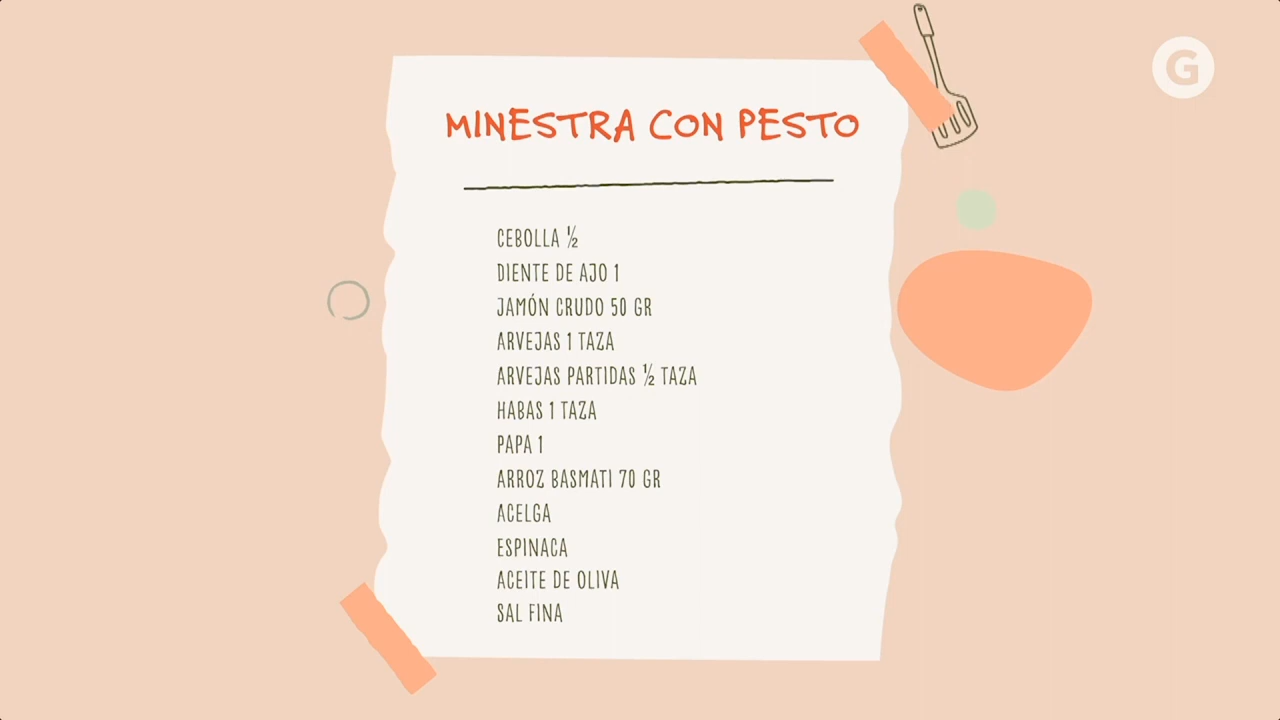 G
MINESTRA CON PESTO
CEBOLLA ½
DIENTE DE AJO 1
JAMÓN CRUDO 50 GR
ARVEJAS 1 TAZA
ARVEJAS PARTIDAS ½ TAZA
HABAS 1 TAZA
PAPA 1
ARROZ BASMATI 70 GR
ACELGA
ESPINACA
ACEITE DE OLIVA
SAL FINA